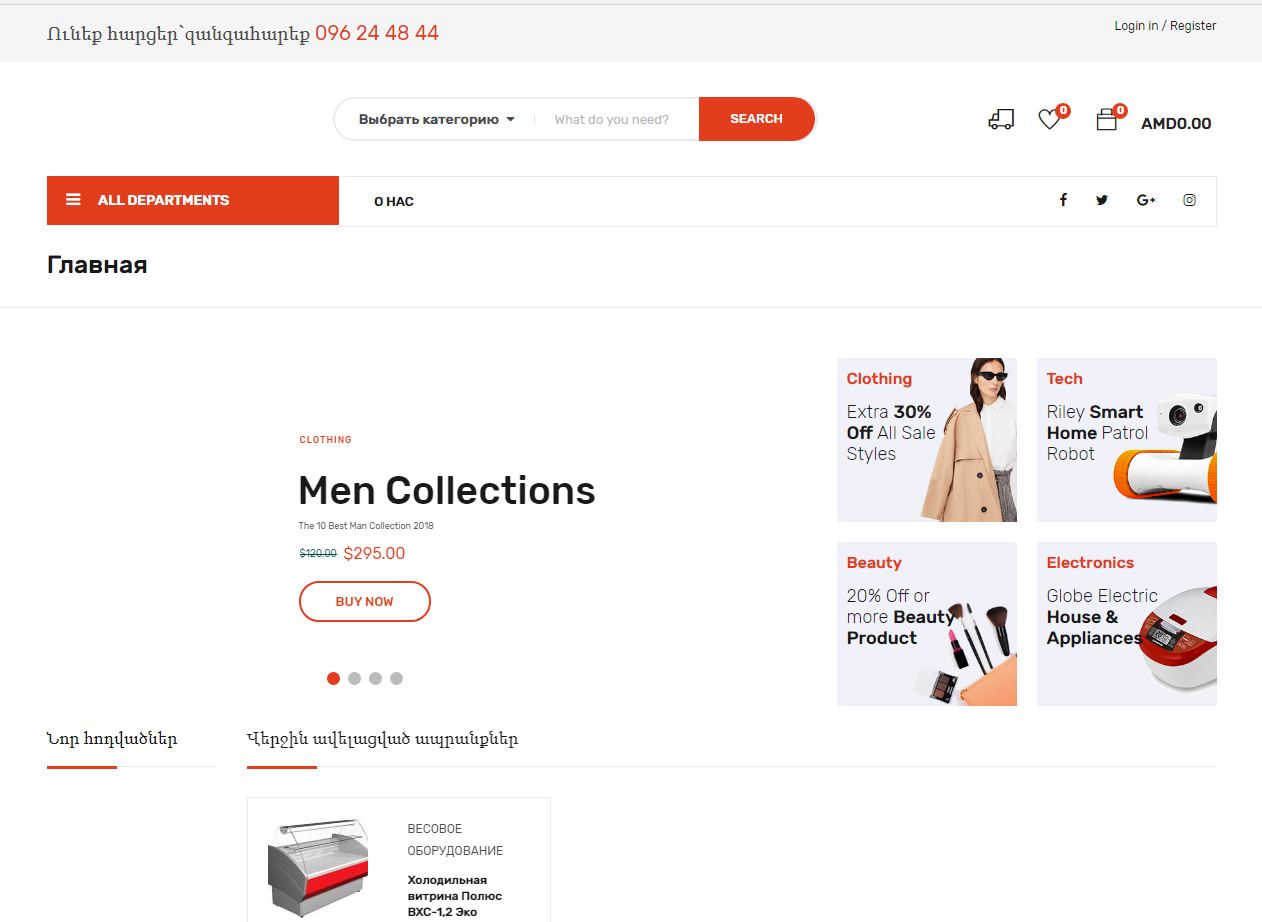 Ունեք հարցեր՝զանգահարեք 096 24 48 44
Login in / Register
Выбрать категорию
What do you need?
SEARCH
0
0
AMD0.00
ALL DEPARTMENTS
О НАС
Главная
CLOTHING
Men Collections
The 10 Best Man Collection 2018
$120.00 $295.00
BUY NOW
Clothing
Extra 30%
Off All Sale
Styles
Tech
Riley Smart
Home Patrol
Robot
Beauty
20% Off or
more Beauty
Product
Electronics
Globe Electric
House &
Appliances
Նոր հոդվածներ
Վերջին ավելացված ապրանքներ
ВЕСОВОЕ
ОБОРУДОВАНИЕ
Холодильная
витрина Полюс
ВХС-1,2 Эко